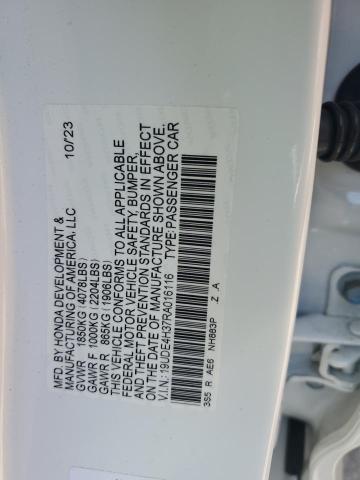 MFD. BY HONDA DEVELOPMENT & 10/23
MANUFACTURING OF AMERICA, LLC
GVWR 1850KG (4078LBS)
GAWR F 1000KG (2204LBS)
GAWR R 865KG (1906LBS)
THIS VEHICLE CONFORMS TO ALL APPLICABLE
FEDERAL MOTOR VEHICLE SAFETY, BUMPER,
AND THEFT PREVENTION STANDARDS IN EFFECT
ON THE DATE OF MANUFACTURE SHOWN ABOVE.
V.I.N.:19UDE4H37RA016116 TYPE:PASSENGER CAR
3S5 R AE6 NH883P Z A